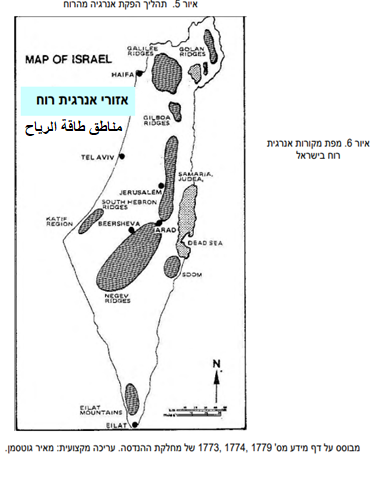 איור 5. תהליך הפקת אנרגיה מהרוח
MAP OF ISRAEL
GALILEE
RIDGES
GOLAN
RIDGES
HAIFA
אזורי אנרגית רוח
مناطق طاقة الرياح
GILBOA
RIDGES
איור 6. מפת מקורות אנרגית
רוח בישראל
TEL AVIV
SAMARIA,
JUDEA,
JERUSALEM
SOUTH HEBRON
RIDGES
KATIF
REGION
BEERSHEVA
ARAD
DEAD SEA
SDOM
NEGEV
RIDGES
N
EILAT
MOUNTAINS
EILAT
מבוסס על דף מידע מס' 1779, 1774, 1773 של מחלקת ההנדסה. עריכה מקצועית: מאיר גוטסמן.